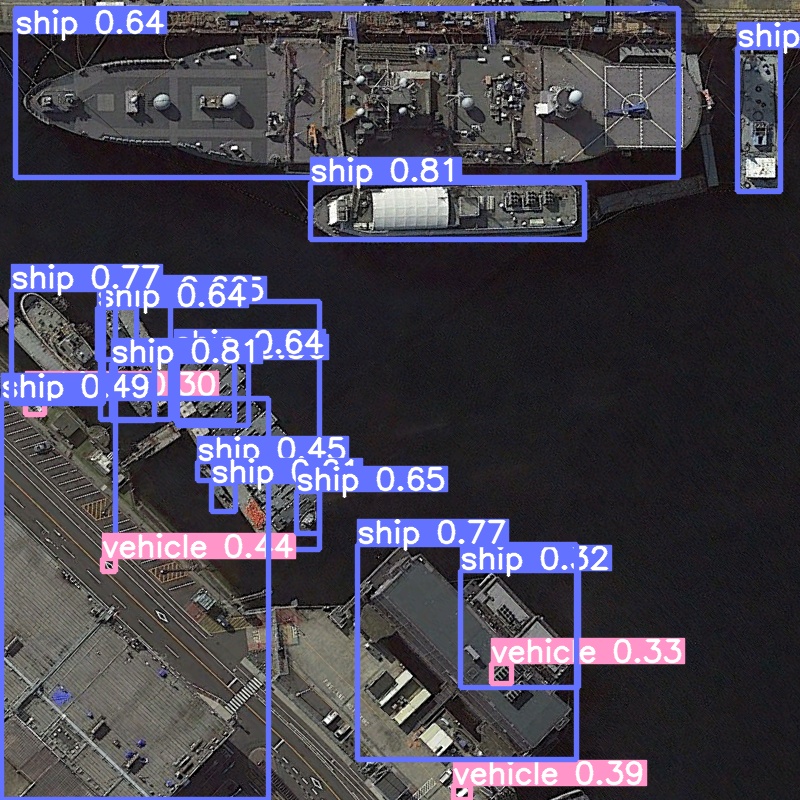 ship 0.64
ship
ship 0.81
ship 0.77
ship 0.64
0.64
ship 0.81
ship 0.49
0.30
ship 0.45
ship
ship 0.65
vehicle 0.44
ship 0.77
ship 0.32
vehicle 0.33
vehicle 0.39